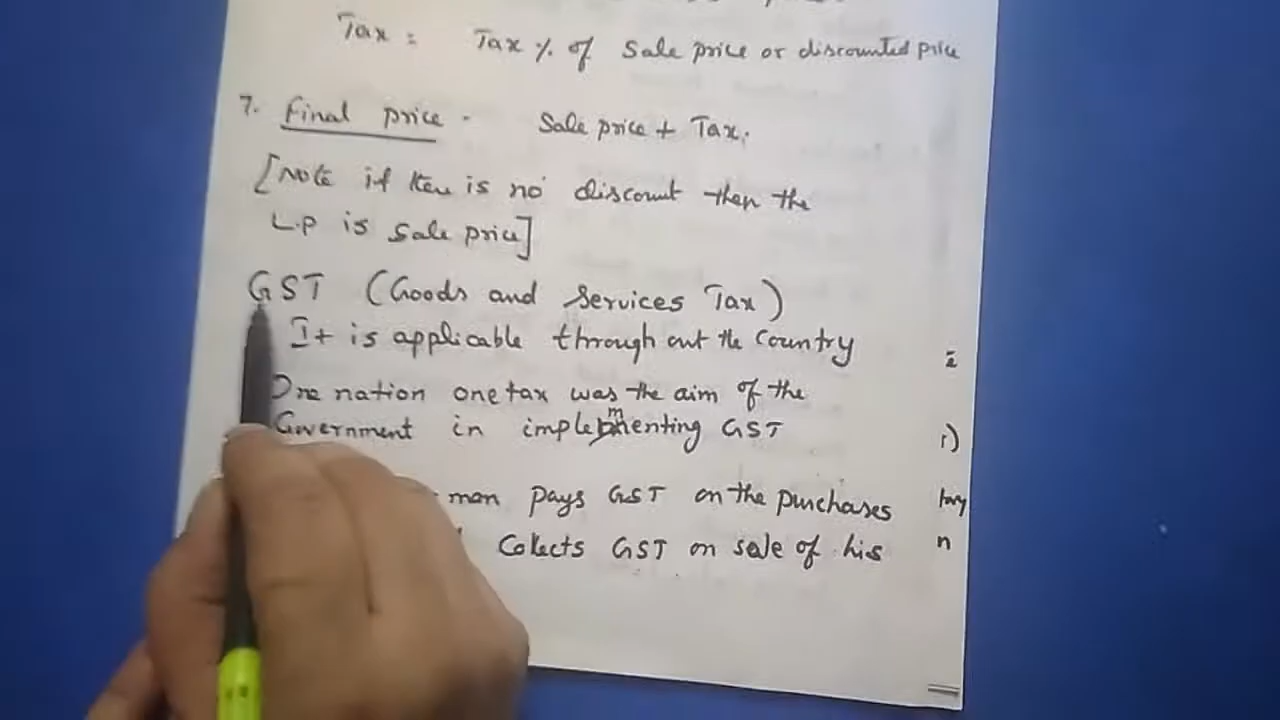 Tax = Tax % of Sale price or discounted price
7. Final price - Sale price + Tax.
[Note if there is no discount then the
L.P is Sale price]
GST (Goods and Services Tax)
It is applicable through out the Country
One nation one tax was the aim of the
Government in implementing GST
man pays GST on the purchases
Colects GST on sale of his
i)
n